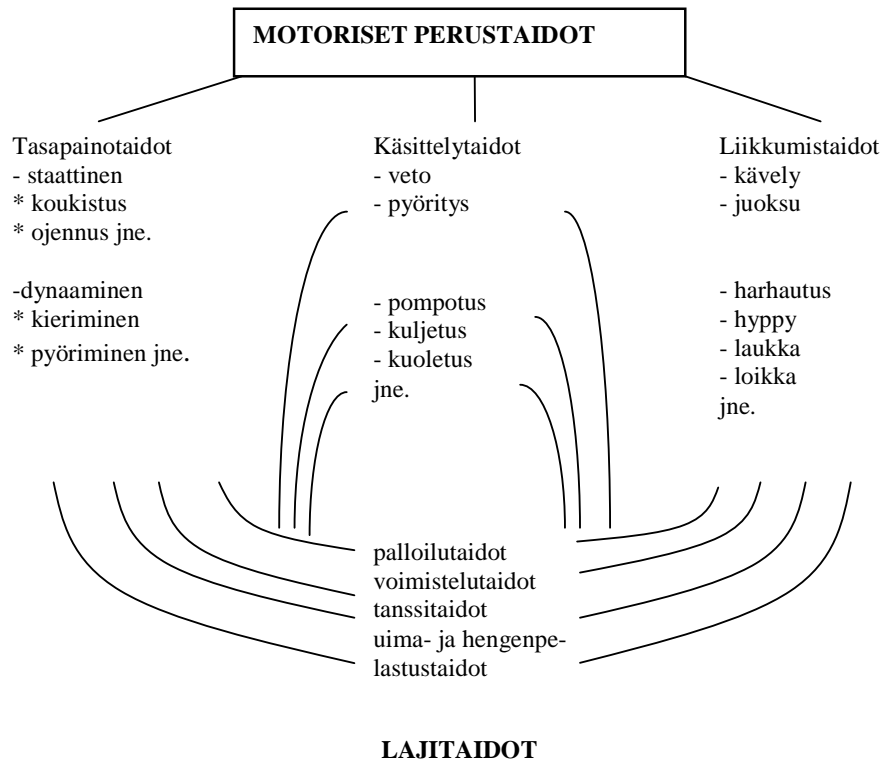 MOTORISET PERUSTAIDOT
Tasapainotaidot
- staattinen
* koukistus
* ojennus jne.
-dynaaminen
* kieriminen
* pyöriminen jne.
Käsittelytaidot
- veto
- pyöritys
- pompotus
- kuljetus
- kuoletus
jne.
Liikkumistaidot
- kävely
- juoksu
- harhautus
- hyppy
- laukka
- loikka
jne.
palloilutaidot
voimistelutaidot
tanssitaidot
uima- ja hengenpe-
lastustaidot
LAJITAIDOT